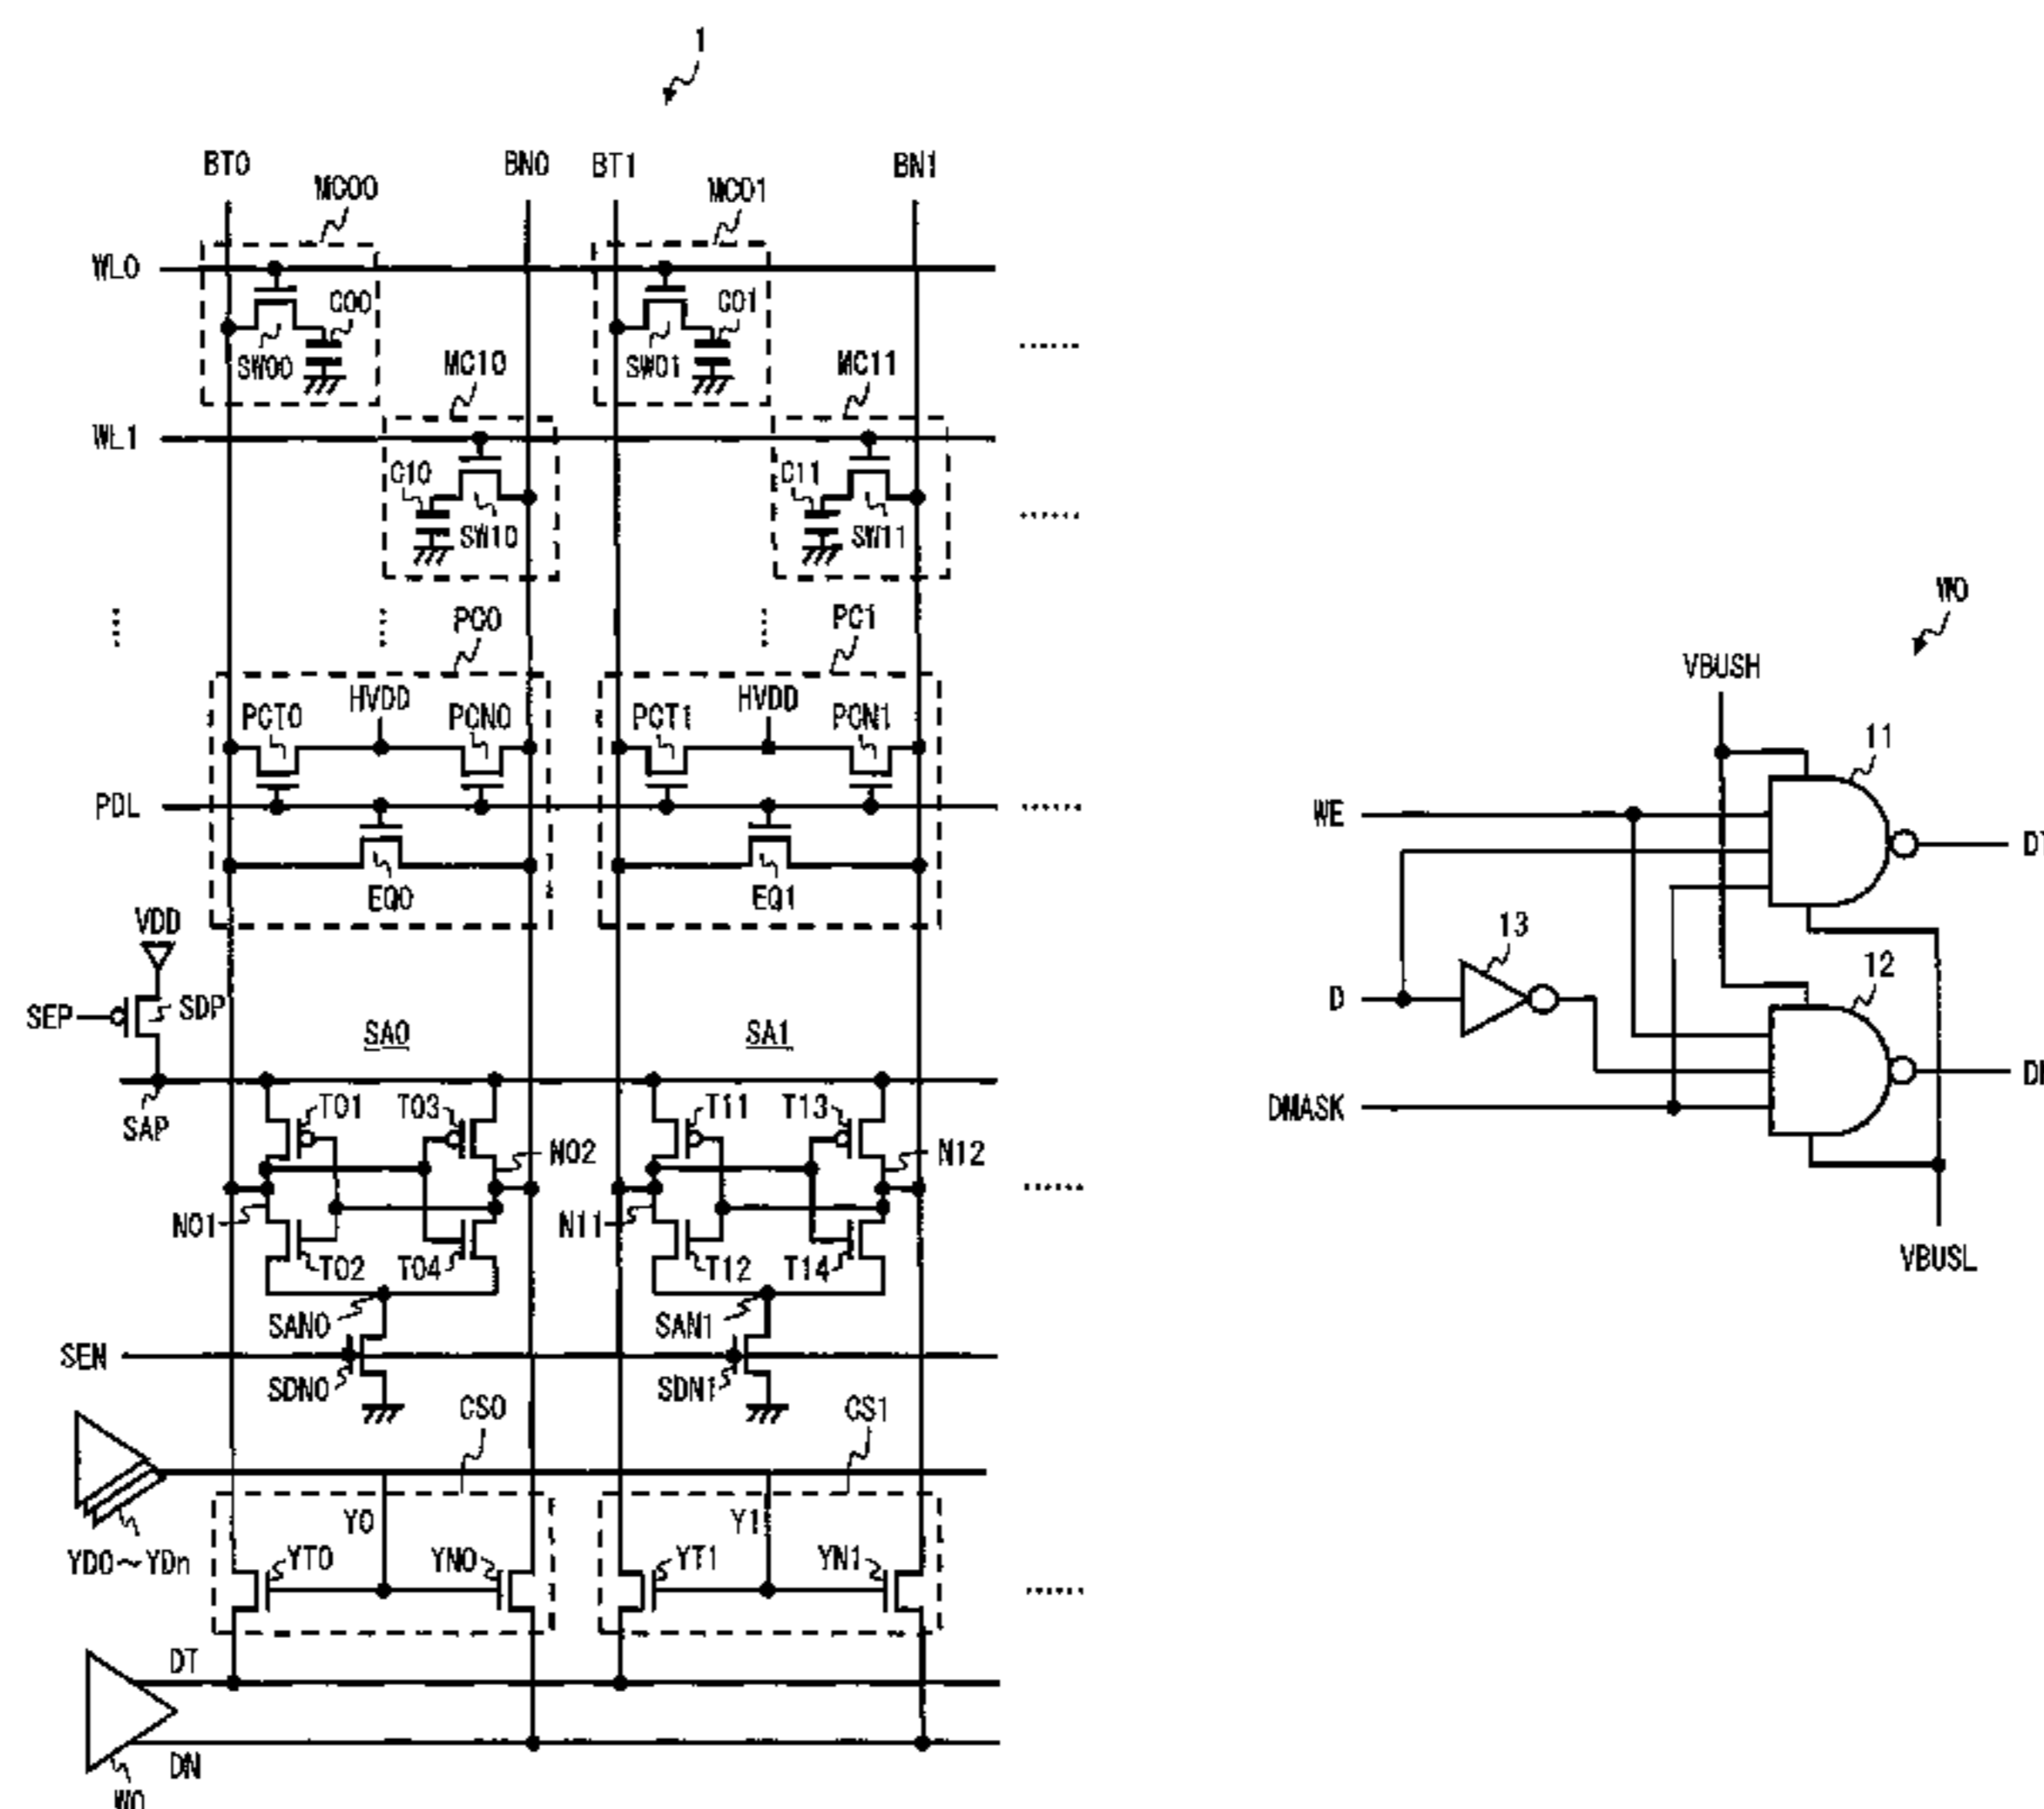 1
BT0 BN0 BT1 BN1
MC00 MC01
WL0
C00 C01
SW00 SW01
MC10 MC11
WL1
C10 C11
SW10 SW11
PC0 PC1
HVDD HVDD
PCT0 PCN0 PCT1 PCN1
PDL
EQ0 EQ1
VDD
SEP SDP
SA0 SA1
SAP
T01 T03 T11 T13
N02 N12
N01 N11
T02 T04 T12 T14
SAN0 SAN1
SEN
SDN0 SDN1
CS0 CS1
Y0 Y1
YD0～YDn
YT0 YN0 YT1 YN1
DT
DN
W0
W0
VBUSH
11
WE
13
12
D
DMASK
VBUSL